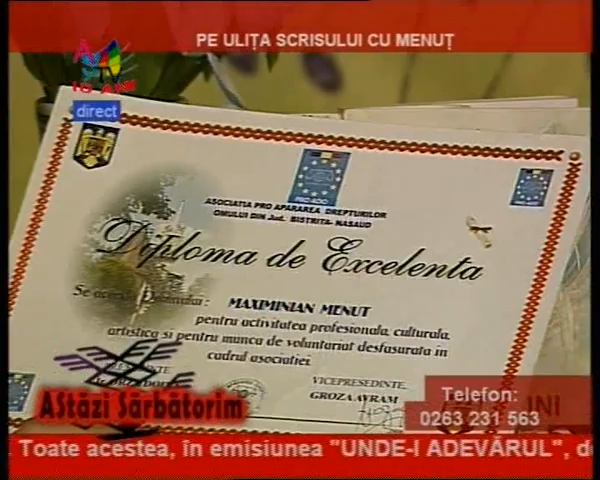 PE ULIȚA SCRISULUI CU MENUȚ
direct
PRO-ADO
ASOCIATIA PRO APARAREA DREPTURILOR
OMULUI DIN Jud. BISTRITA- NASAUD
Diploma de Excelenta
MAXIMINIAN MENUT
pentru activitatea profesionala, culturala,
artistica si pentru munca de voluntariat desfasurata in
cadrul asociatiei.
VICEPRESEDINTE,
GROZA AVRAM
AStăzi Sărbătorim
Telefon:
0263 231 563
Toate acestea, în emisiunea "UNDE-I ADEVĂRUL", d